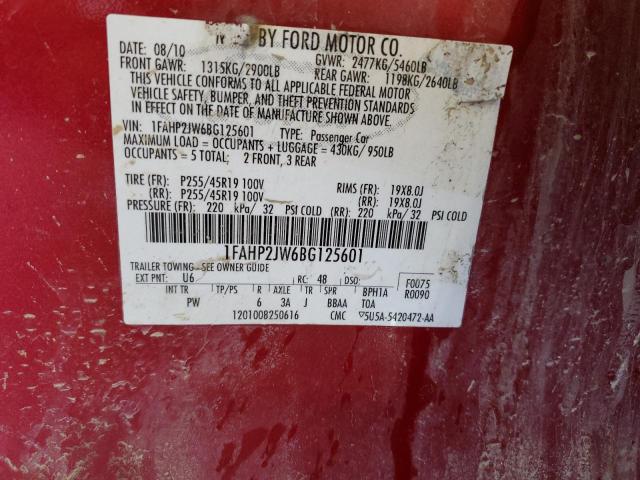 BY FORD MOTOR CO.
DATE: 08/10 GVWR: 2477KG/5460LB
FRONT GAWR: 1315KG/2900LB REAR GAWR: 1198KG/2640LB
THIS VEHICLE CONFORMS TO ALL APPLICABLE FEDERAL MOTOR
VEHICLE SAFETY, BUMPER, AND THEFT PREVENTION STANDARDS
IN EFFECT ON THE DATE OF MANUFACTURE SHOWN ABOVE.
VIN: 1FAHP2JW6BG125601 TYPE: Passenger Car
MAXIMUM LOAD = OCCUPANTS + LUGGAGE = 430KG/ 950LB
OCCUPANTS = 5 TOTAL; 2 FRONT, 3 REAR
TIRE (FR): P255/45R19 100V RIMS (FR): 19X8.0J
(RR): P255/45R19 100V (RR): 19X8.0J
PRESSURE (FR): 220 kPa/ 32 PSI COLD (RR): 220 kPa/ 32 PSI COLD
1FAHP2JW6BG125601
TRAILER TOWING - SEE OWNER GUIDE
EXT PNT: U6 RC: 48 DSO: F0075
INT TR TP/PS R AXLE TR SPR BPH1A R0090
PW 6 3A J BBAA TOA
1201008250616 CMC ▽5U5A-5420472-AA